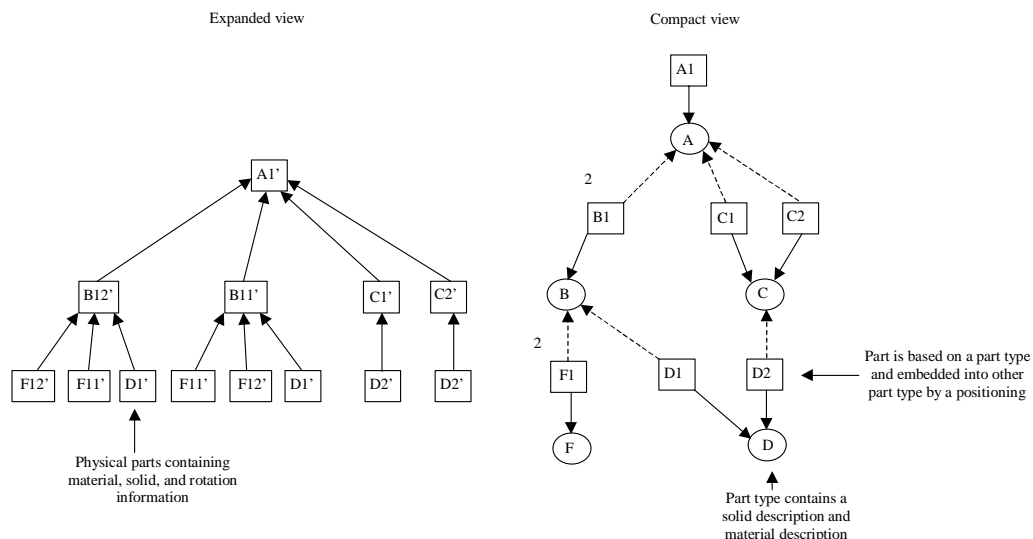 Expanded view
A1’
B12’
B11’
C1’
C2’
F12’
F11’
D1’
F11’
F12’
D1’
D2’
D2’
Physical parts containing
material, solid, and rotation
information
Compact view
A1
A
2
B1
C1
C2
B
C
2
F1
D1
D2
Part is based on a part type
and embedded into other
part type by a positioning
F
D
Part type contains a
solid description and
material description